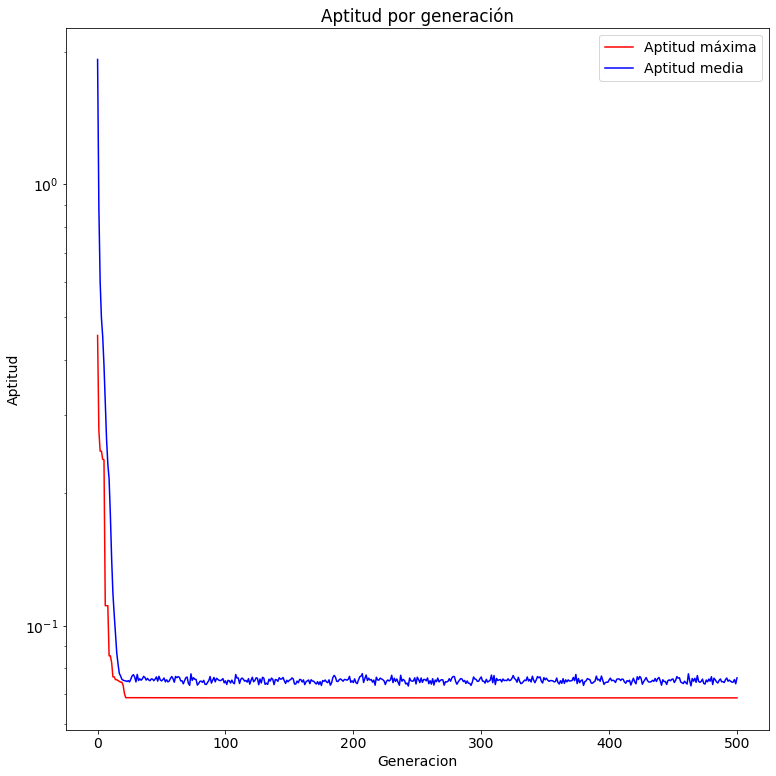 Aptitud por generación
Aptitud máxima
Aptitud media
10⁰
10⁻¹
Aptitud
0 100 200 300 400 500
Generacion